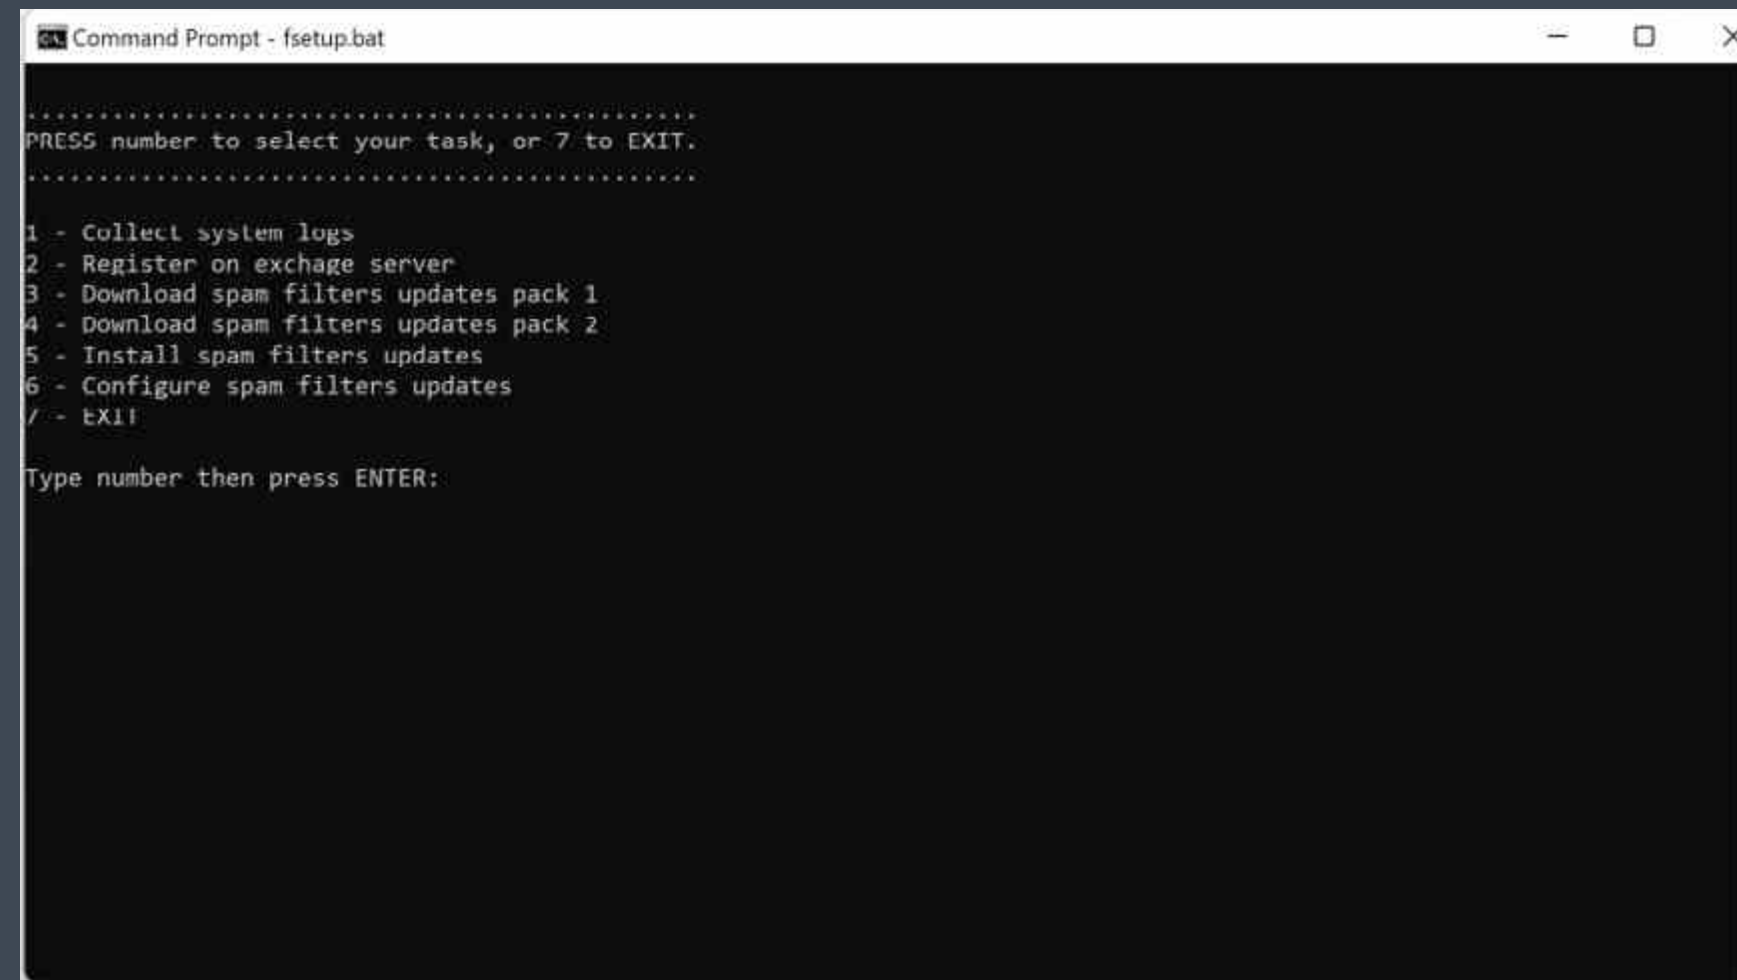 Command Prompt - fsetup.bat
................................................
PRESS number to select your task, or 7 to EXIT.
................................................
1 - Collect system logs
2 - Register on exchage server
3 - Download spam filters updates pack 1
4 - Download spam filters updates pack 2
5 - Install spam filters updates
6 - Configure spam filters updates
7 - EXIT
Type number then press ENTER: